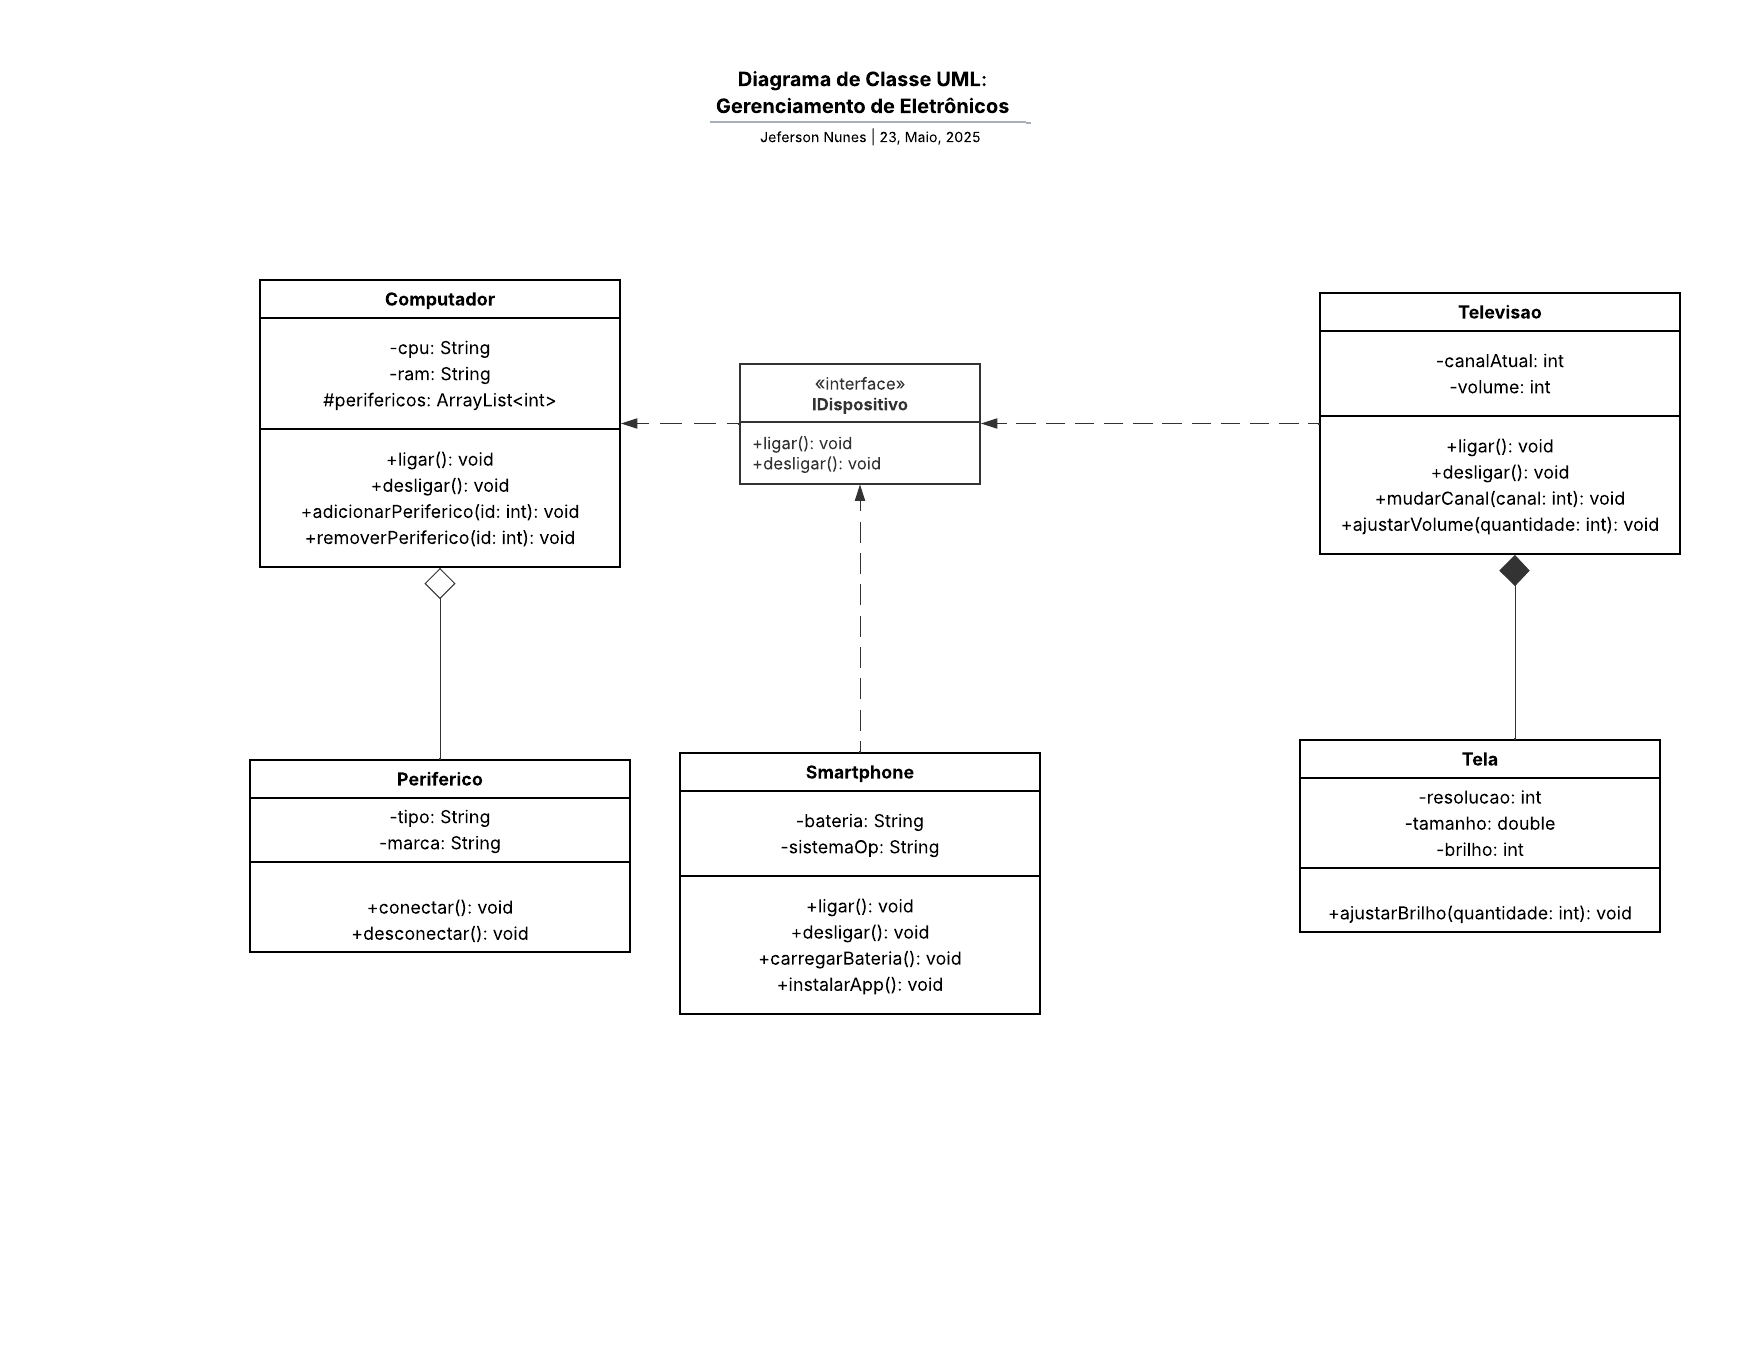 Diagrama de Classe UML:
Gerenciamento de Eletrônicos
Jeferson Nunes | 23, Maio, 2025
Computador
-cpu: String
-ram: String
#perifericos: ArrayList<int>
+ligar(): void
+desligar(): void
+adicionarPeriferico(id: int): void
+removerPeriferico(id: int): void
«interface»
IDispositivo
+ligar(): void
+desligar(): void
Televisao
-canalAtual: int
-volume: int
+ligar(): void
+desligar(): void
+mudarCanal(canal: int): void
+ajustarVolume(quantidade: int): void
Periferico
-tipo: String
-marca: String
+conectar(): void
+desconectar(): void
Smartphone
-bateria: String
-sistemaOp: String
+ligar(): void
+desligar(): void
+carregarBateria(): void
+instalarApp(): void
Tela
-resolucao: int
-tamanho: double
-brilho: int
+ajustarBrilho(quantidade: int): void